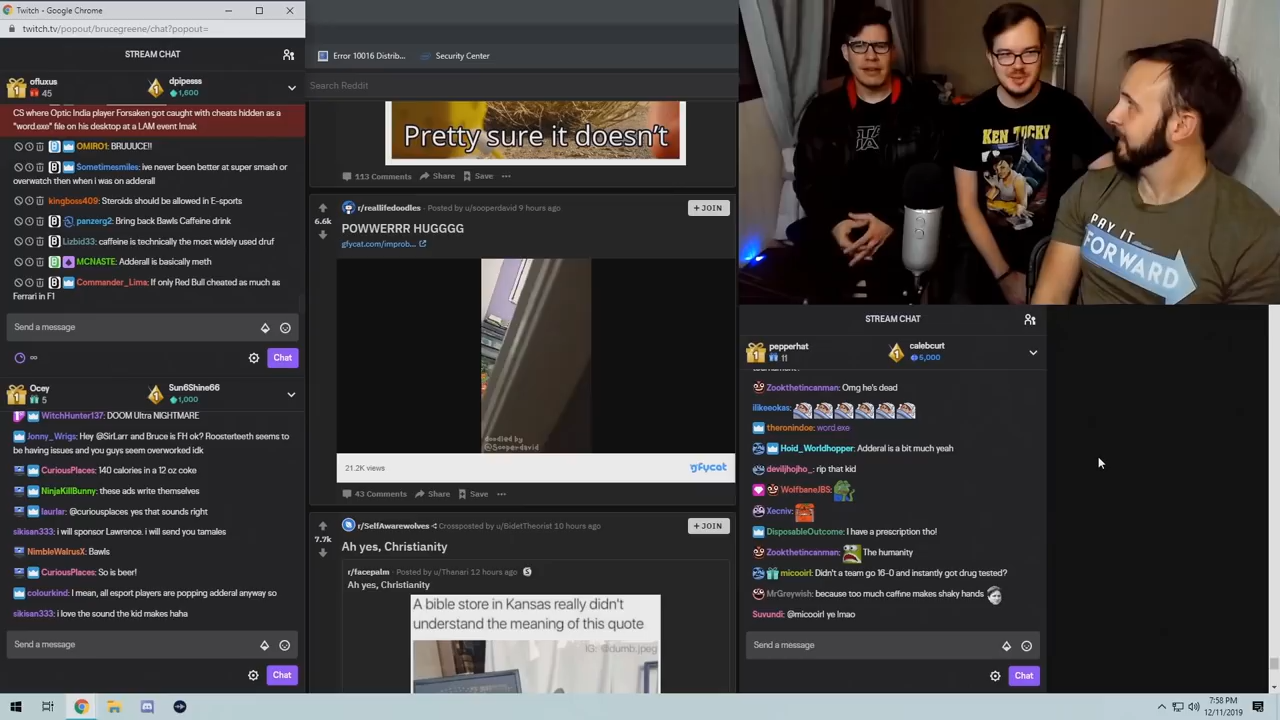 Twitch - Google Chrome
twitch.tv/popout/brucegreene/chat?popout=
STREAM CHAT
ofluxus
45
dpipesss
1,600
CS where Optic India player Forsaken got caught with cheats hidden as a
"word.exe" file on his desktop at a LAM event lmak
OMIRO1: BRUUUCE!!
Sometimesmiles: ive never been better at super smash or
overwatch then when i was on adderall
kingboss409: Steroids should be allowed in E-sports
panzerg2: Bring back Bawls Caffeine drink
Lizbid33: caffeine is technically the most widely used druf
MCNASTE: Adderall is basically meth
Commander_Lima: If only Red Bull cheated as much as
Ferrari in F1
Send a message
∞
Chat
Ocey
5
Sun6Shine66
1,000
WitchHunter137: DOOM Ultra NIGHTMARE
Jonny_Wrigs: Hey @SirLarr and Bruce is FH ok? Roosterteeth seems to
be having issues and you guys seem overworked idk
CuriousPlaces: 140 calories in a 12 oz coke
NinjaKillBunny: these ads write themselves
laurlar: @curiousplaces yes that sounds right
sikisan333: i will sponsor Lawrence. i will send you tamales
NimbleWalrusX: Bawls
CuriousPlaces: So is beer!
colourkind: I mean, all esport players are popping adderall anyway so
sikisan333: i love the sound the kid makes haha
Send a message
Chat
Error 10016 Distrib...
Security Center
Search Reddit
Pretty sure it doesn't
113 Comments Share Save
6.6k
r/reallifedoodles · Posted by u/sooperdavid 9 hours ago
+ JOIN
POWWERRR HUGGGG
gfycat.com/improb...
doodled by
@Sooperdavid
21.2K views
gfycat
43 Comments Share Save
7.7k
r/SelfAwarewolves Crossposted by u/BidetTheorist 10 hours ago
+ JOIN
Ah yes, Christianity
r/facepalm · Posted by u/Thanari 12 hours ago
Ah yes, Christianity
A bible store in Kansas really didn't
understand the meaning of this quote
IG: @dumb.jpeg
KEN TUCKY
PAY IT
FORWARD
STREAM CHAT
pepperhat
11
calebcurt
5,000
tournament.
Zookthetincanman: Omg he's dead
ilikeeokas:
theronindoe: word.exe
Hoid_Worldhopper: Adderal is a bit much yeah
deviljhojho_: rip that kid
WolfbaneJBS:
Xecniv:
DisposableOutcome: I have a prescription tho!
Zookthetincanman: The humanity
micooirl: Didn't a team go 16-0 and instantly got drug tested?
MrGreywish: because too much caffine makes shaky hands
Suvundi: @micooirl ye lmao
Send a message
Chat
7:58 PM
12/11/2019